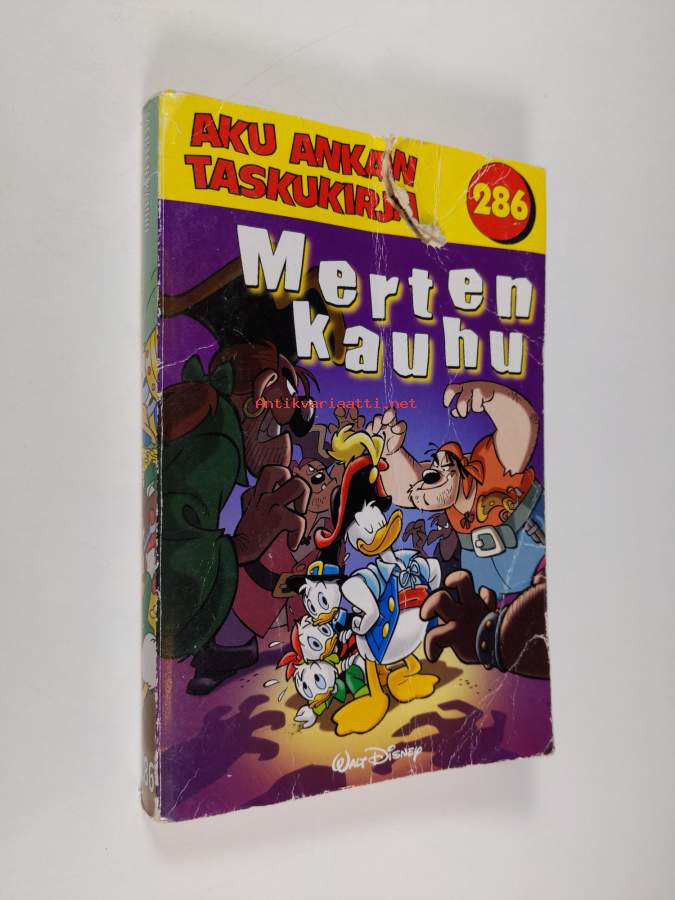 AKU ANKAN
TASKUKIRJA
286
Merten
kauhu
Antikvariaatti.net
WALT DISNEY